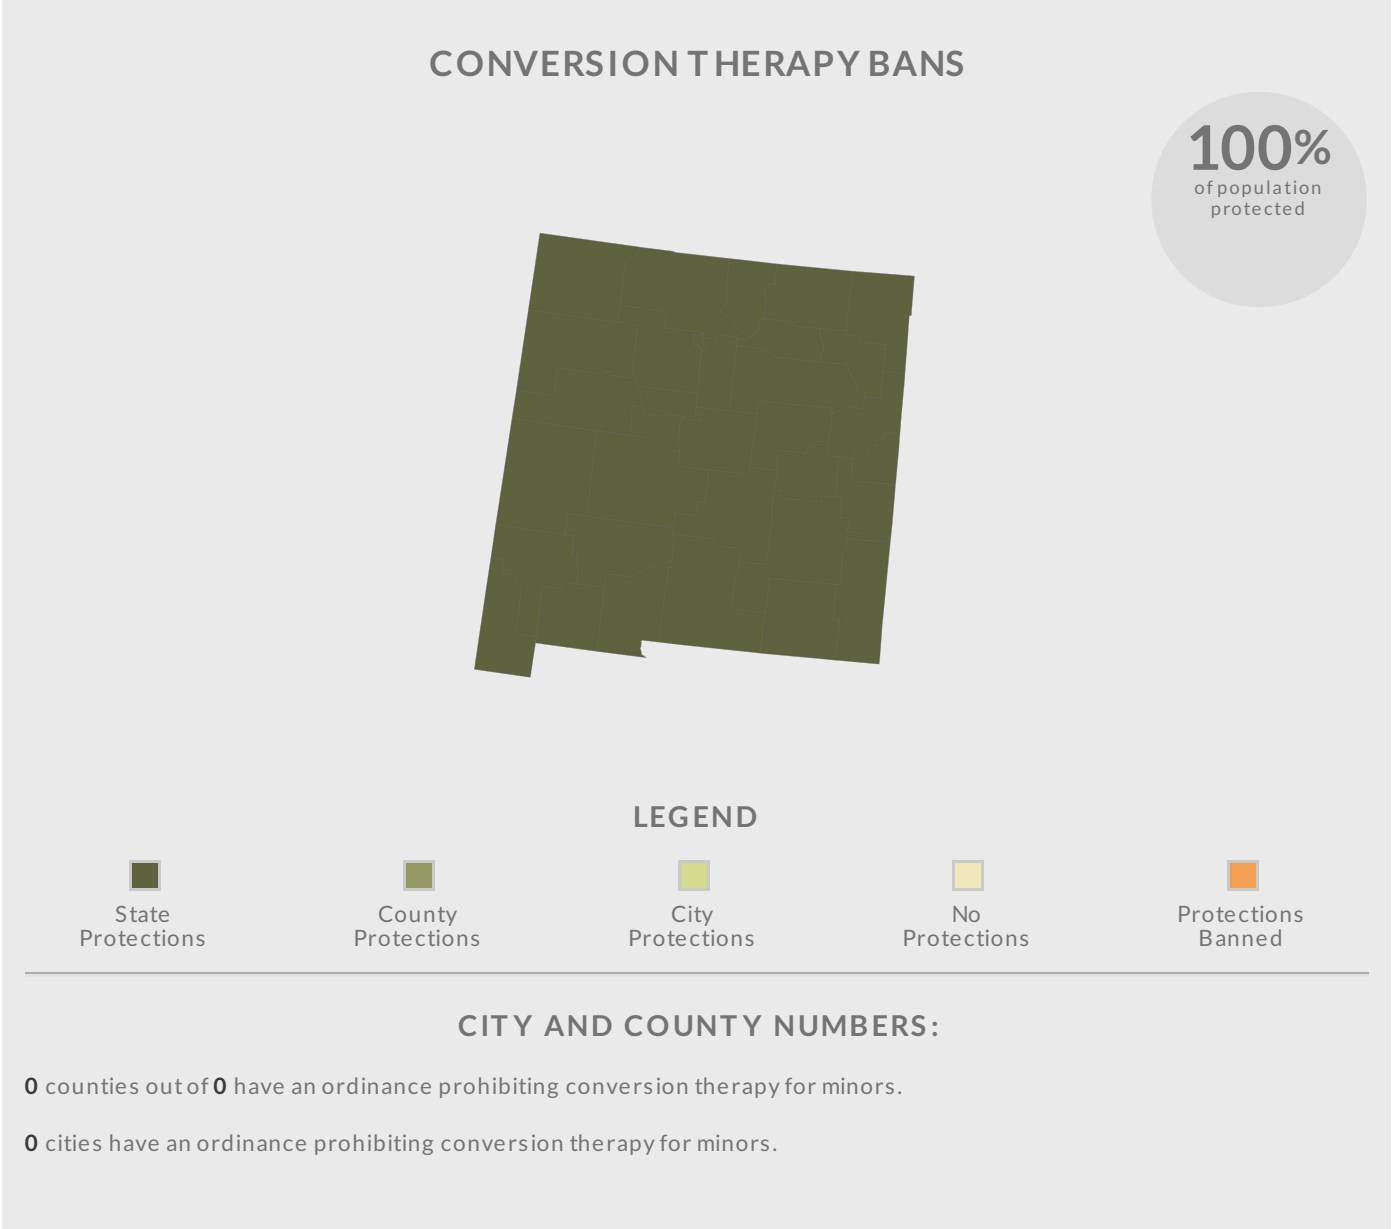 CONVERSION THERAPY BANS
100%
of population
protected
LEGEND
State
Protections
County
Protections
City
Protections
No
Protections
Protections
Banned
CITY AND COUNTY NUMBERS:
0 counties out of 0 have an ordinance prohibiting conversion therapy for minors.
0 cities have an ordinance prohibiting conversion therapy for minors.